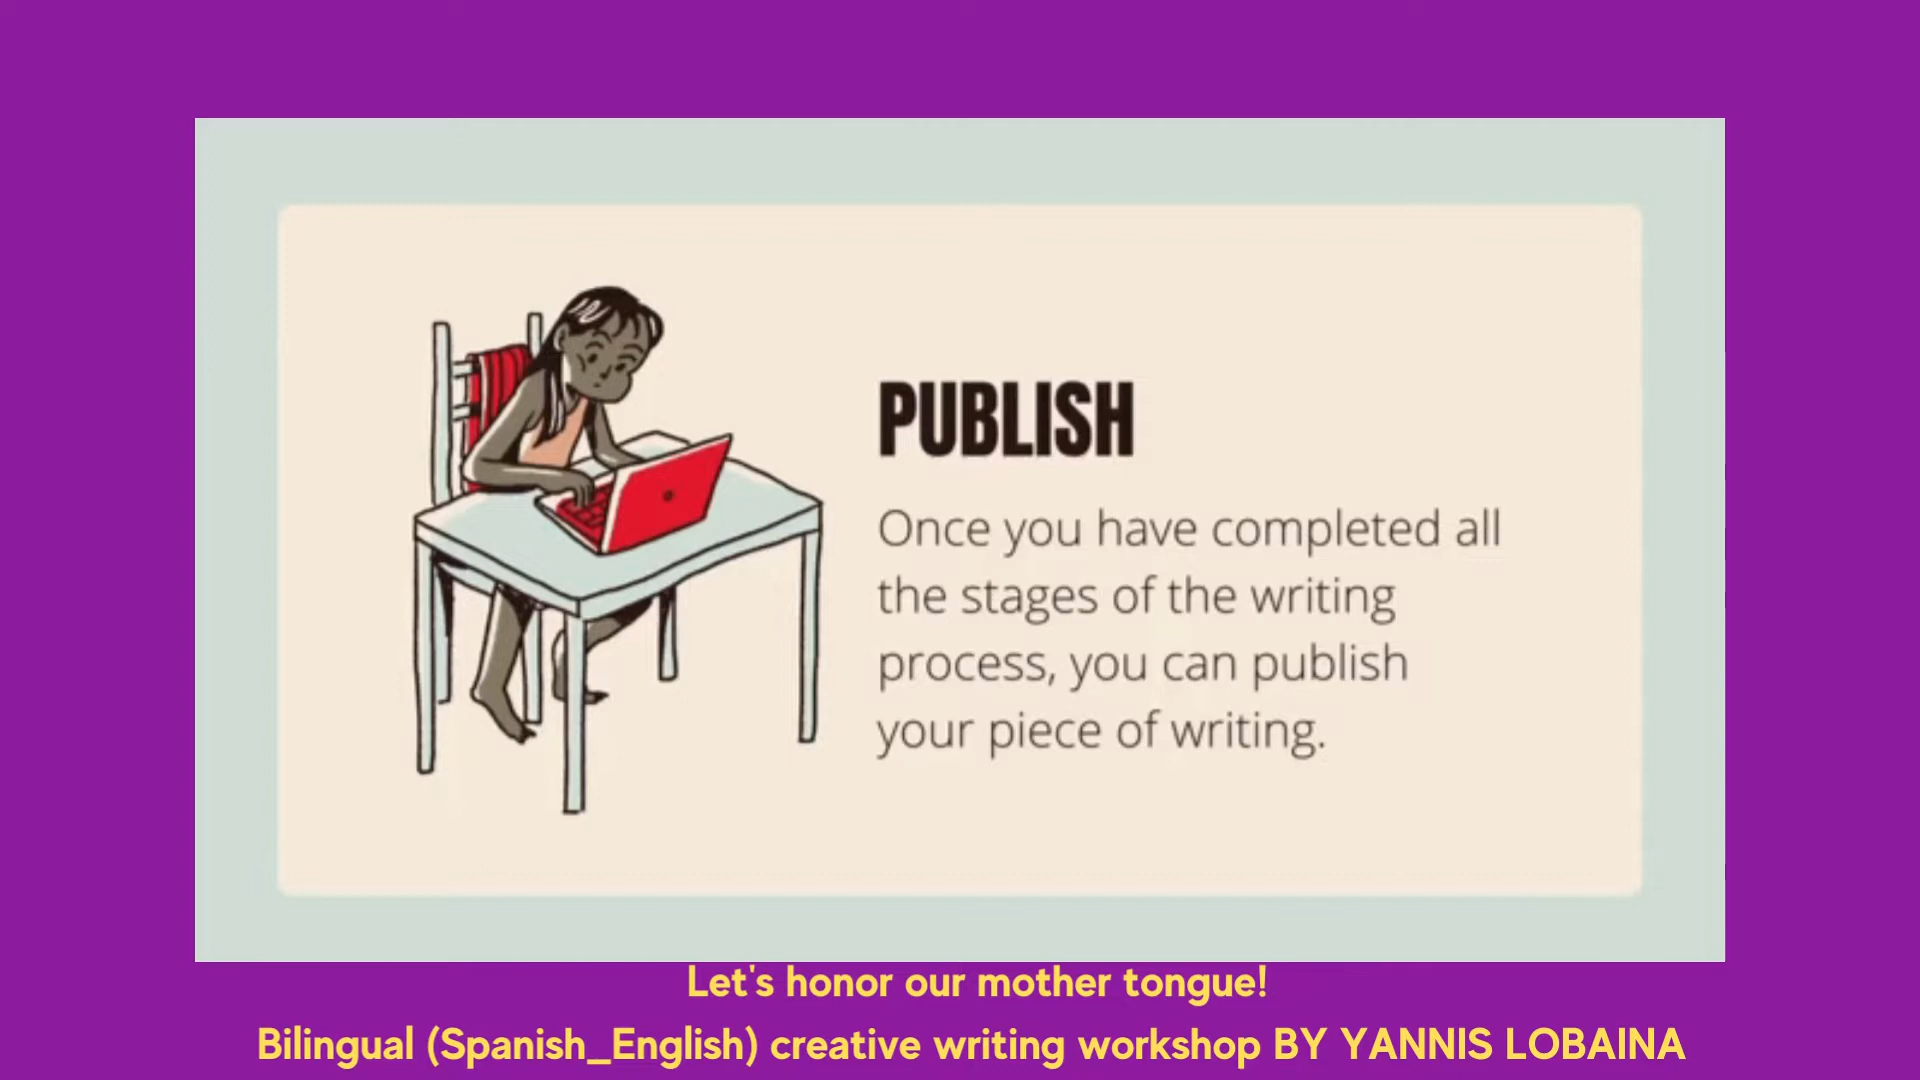 PUBLISH
Once you have completed all
the stages of the writing
process, you can publish
your piece of writing.
Let's honor our mother tongue!
Bilingual (Spanish_English) creative writing workshop BY YANNIS LOBAINA